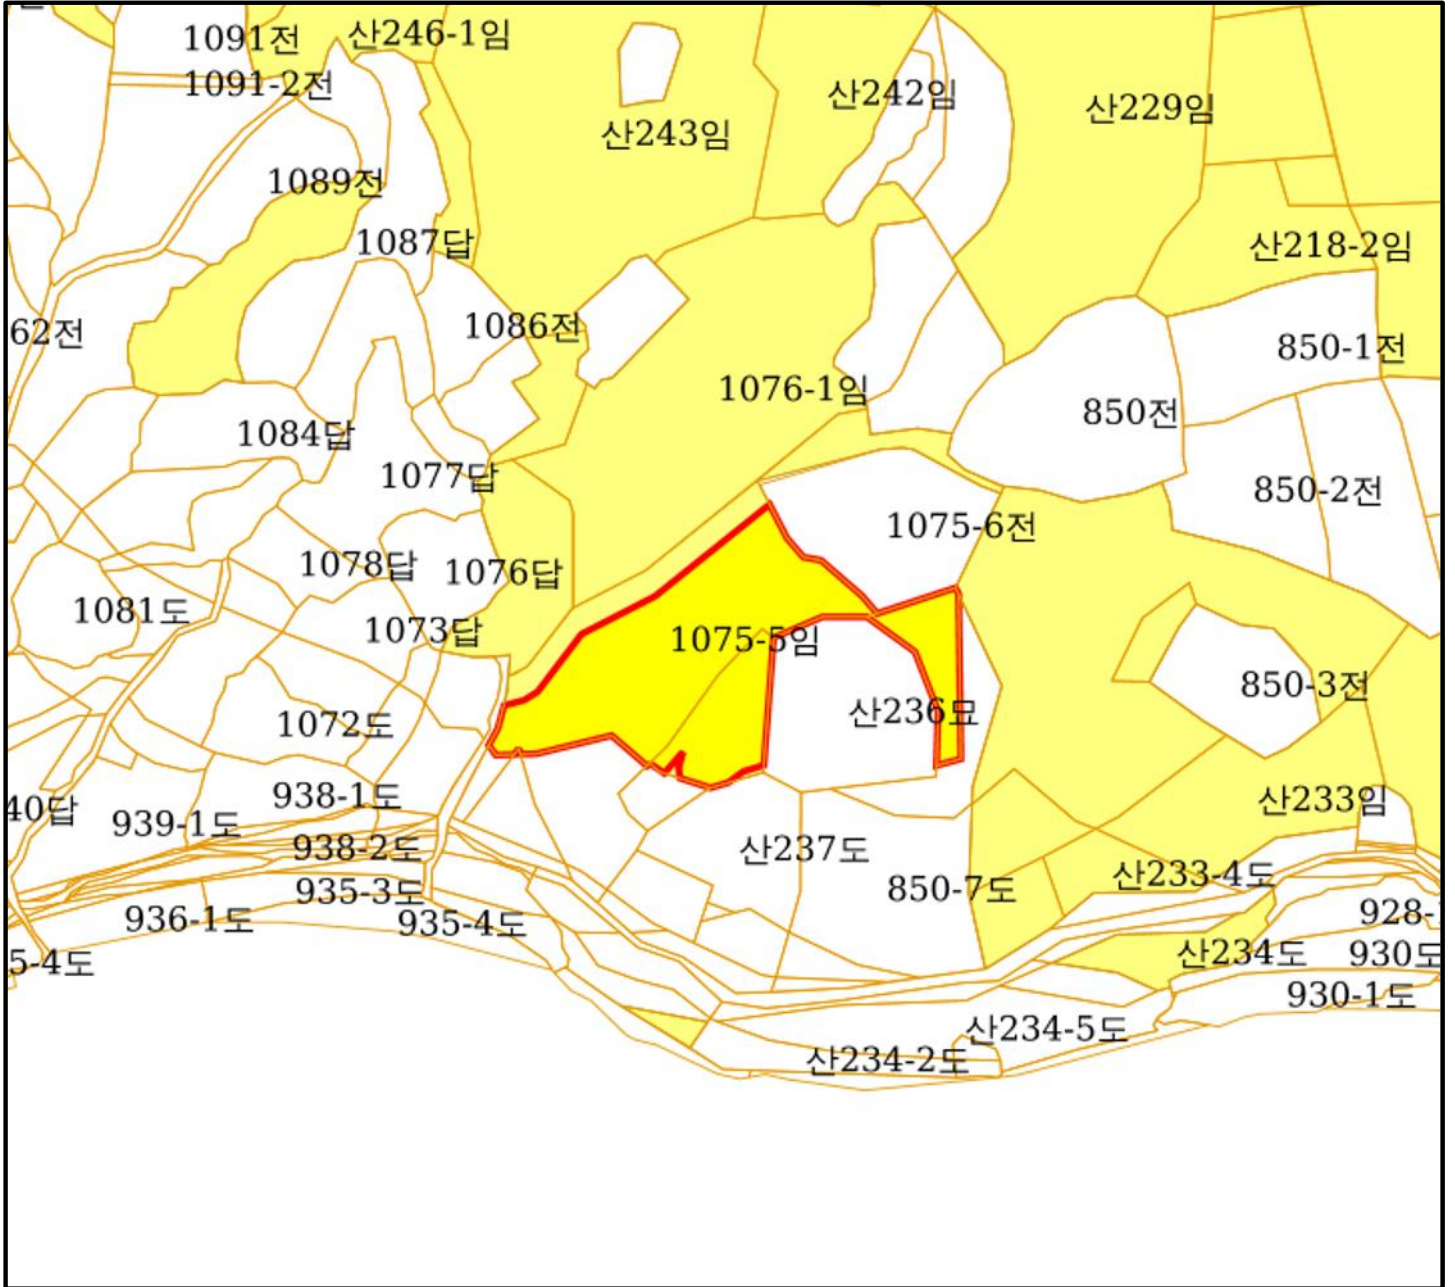 산246-1임
1091전
1091-2전
산242임
산229임
산243임
1089전
1087답
산218-2임
1086전
62전
850-1전
1076-1임
850전
1084답
1077답
850-2전
1075-6전
1078답
1076답
1081도
1073답
1075-5임
850-3전
산236묘
1072도
938-1도
산233임
40답
939-1도
938-2도
산237도
산233-4도
935-3도
850-7도
928-1
936-1도
935-4도
산234도
930도
5-4도
930-1도
산234-5도
산234-2도